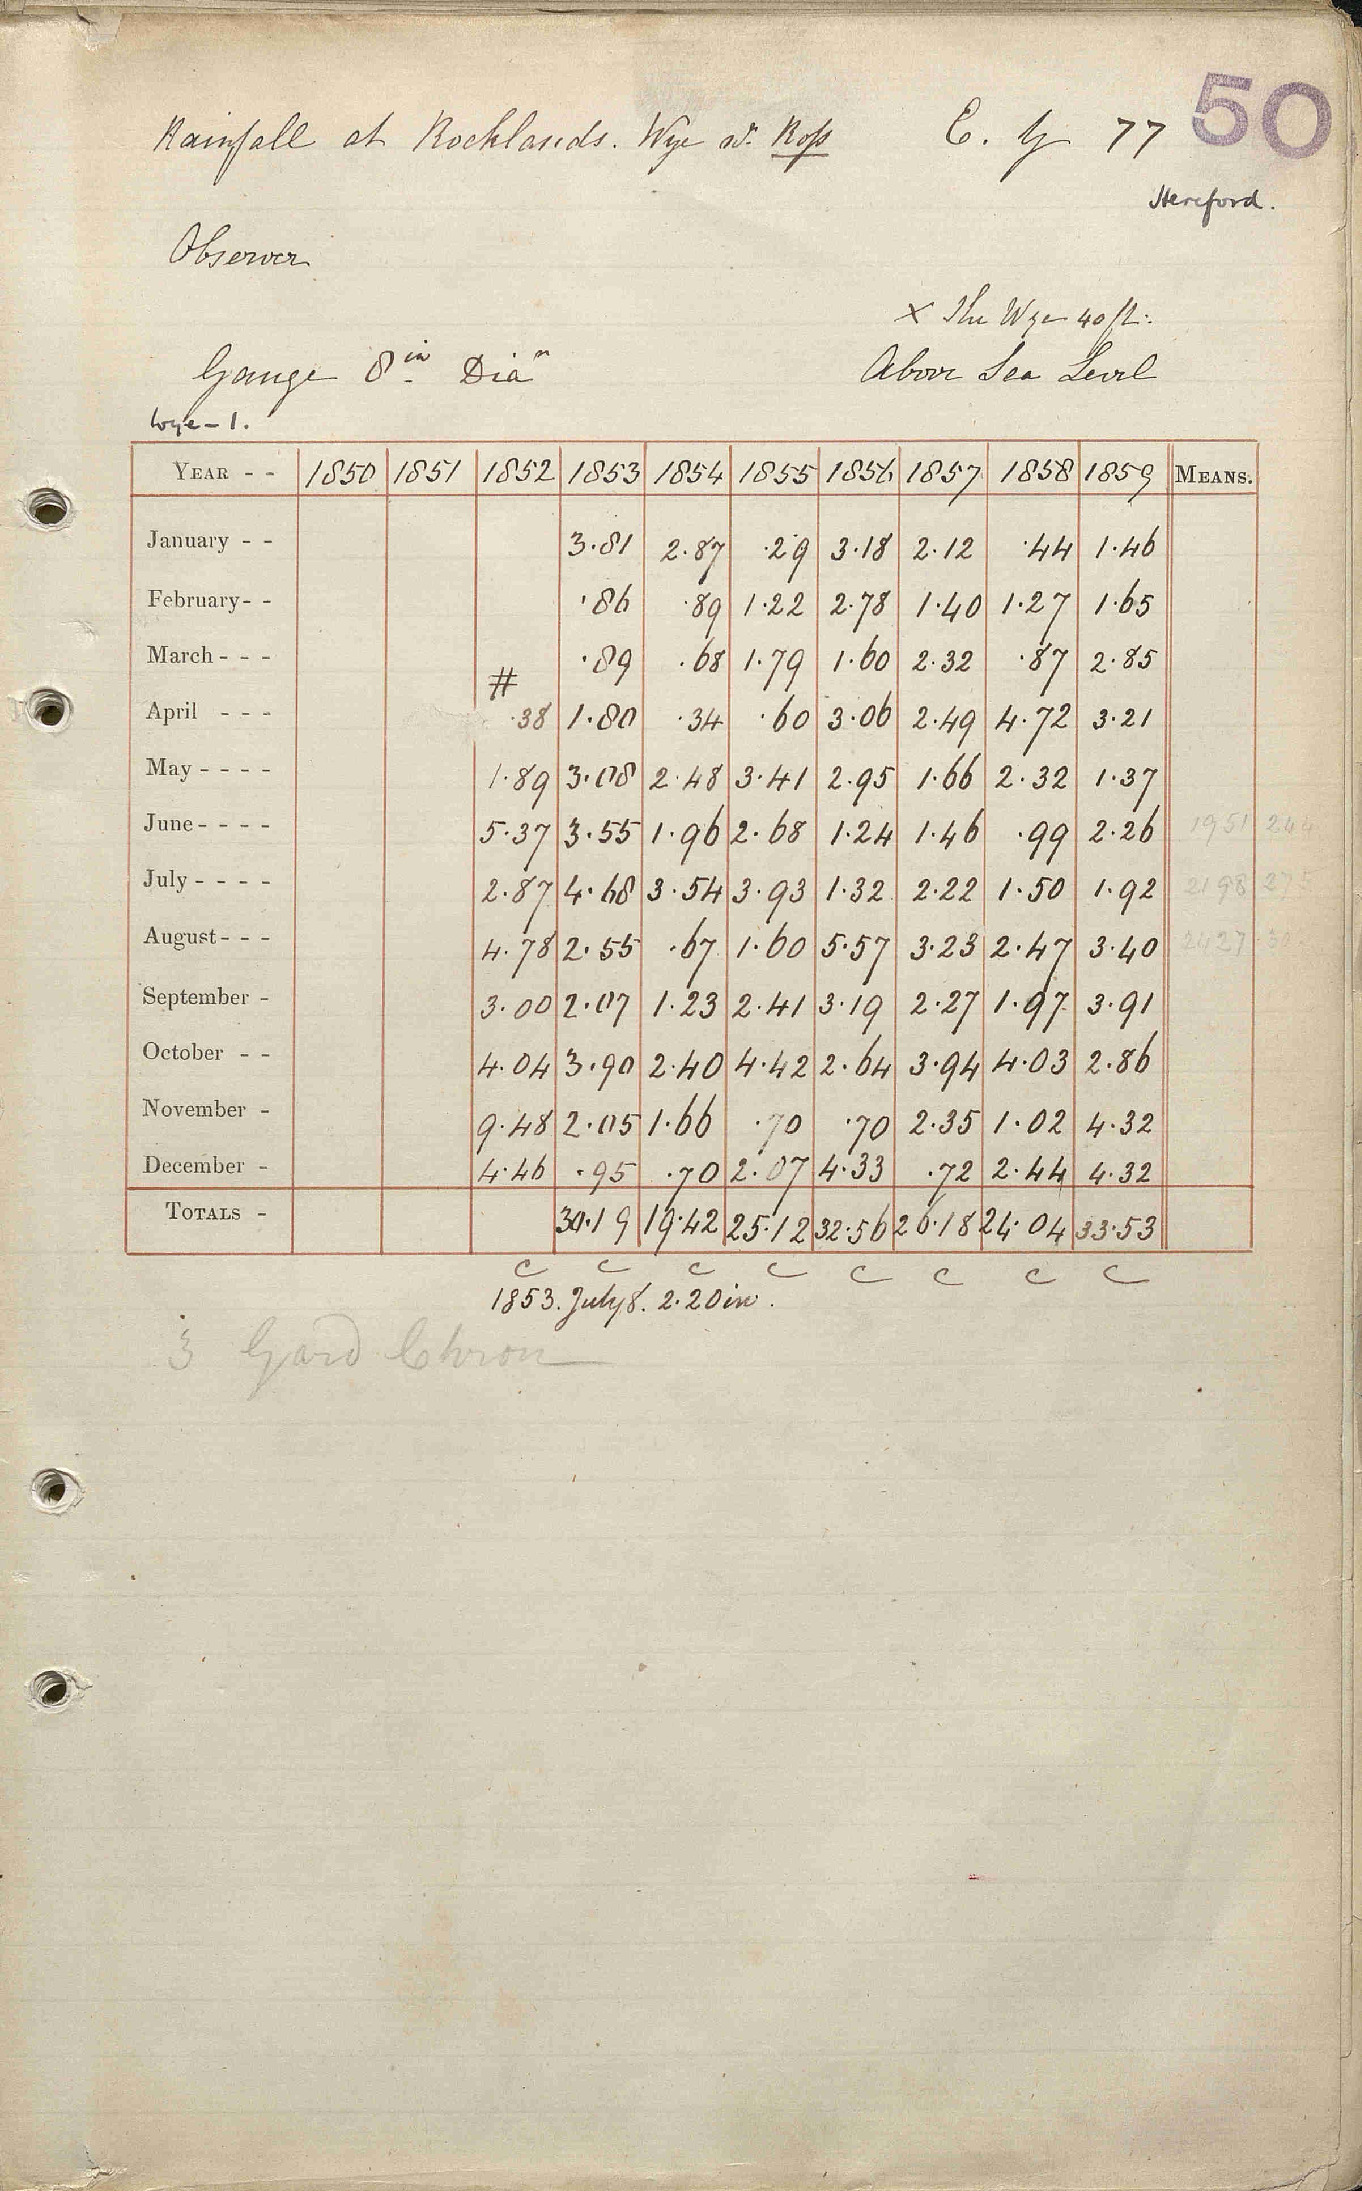 50
Rainfall at Rocklands. Wye nr. Ross E. G 77
Hereford.
Observer
× The Wye 40 ft:
Gauge 8 in Dia
Above Sea Level
Wye - 1.
YEAR - - 1850 1851 1852 1853 1854 1855 1856 1857 1858 1859 MEANS.
January - - 3.81 2.87 .29 3.18 2.12 .44 1.46
February - - .86 .89 1.22 2.78 1.40 1.27 1.65
March - - - .89 .68 1.79 1.60 2.32 .87 2.85
#
April - - - .38 1.80 .34 .60 3.06 2.49 4.72 3.21
May - - - - 1.89 3.08 2.48 3.41 2.95 1.66 2.32 1.37
June - - - - 5.37 3.55 1.96 2.68 1.24 1.46 .99 2.26 1951 244
July - - - - 2.87 4.68 3.54 3.93 1.32 2.22 1.50 1.92 2198 275
August - - - 4.78 2.55 .67 1.60 5.57 3.23 2.47 3.40 2427
September - 3.00 2.07 1.23 2.41 3.19 2.27 1.97 3.91
October - - 4.04 3.90 2.40 4.42 2.64 3.94 4.03 2.86
November - 9.48 2.05 1.66 .70 .70 2.35 1.02 4.32
December - 4.46 .95 .70 2.07 4.33 .72 2.44 4.32
TOTALS - 30.19 19.42 25.12 32.56 26.18 24.04 33.53
c c c c c c c c
1853. July 8. 2.20 in.
3 Gard Chron